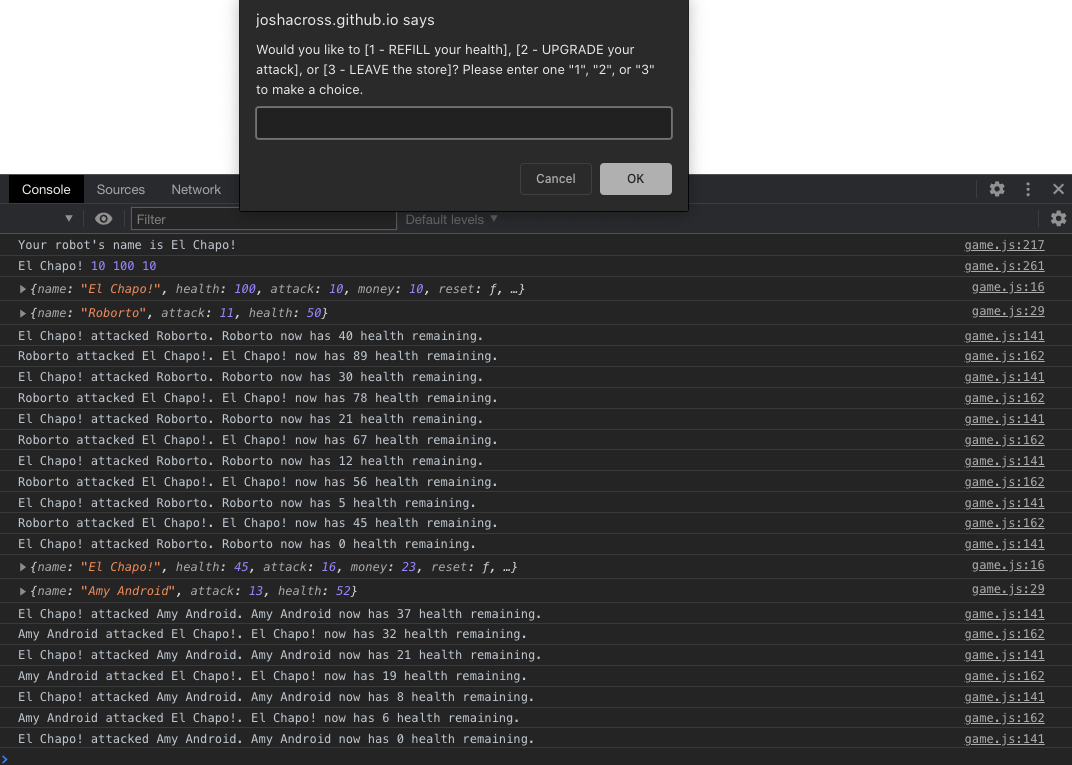 joshacross.github.io says
Would you like to [1 - REFILL your health], [2 - UPGRADE your
attack], or [3 - LEAVE the store]? Please enter one "1", "2", or "3"
to make a choice.
Cancel OK
Console Sources Network
Filter Default levels ▼
Your robot's name is El Chapo! game.js:217
El Chapo! 10 100 10 game.js:261
{name: "El Chapo!", health: 100, attack: 10, money: 10, reset: ƒ, …} game.js:16
{name: "Roborto", attack: 11, health: 50} game.js:29
El Chapo! attacked Roborto. Roborto now has 40 health remaining. game.js:141
Roborto attacked El Chapo!. El Chapo! now has 89 health remaining. game.js:162
El Chapo! attacked Roborto. Roborto now has 30 health remaining. game.js:141
Roborto attacked El Chapo!. El Chapo! now has 78 health remaining. game.js:162
El Chapo! attacked Roborto. Roborto now has 21 health remaining. game.js:141
Roborto attacked El Chapo!. El Chapo! now has 67 health remaining. game.js:162
El Chapo! attacked Roborto. Roborto now has 12 health remaining. game.js:141
Roborto attacked El Chapo!. El Chapo! now has 56 health remaining. game.js:162
El Chapo! attacked Roborto. Roborto now has 5 health remaining. game.js:141
Roborto attacked El Chapo!. El Chapo! now has 45 health remaining. game.js:162
El Chapo! attacked Roborto. Roborto now has 0 health remaining. game.js:141
{name: "El Chapo!", health: 45, attack: 16, money: 23, reset: ƒ, …} game.js:16
{name: "Amy Android", attack: 13, health: 52} game.js:29
El Chapo! attacked Amy Android. Amy Android now has 37 health remaining. game.js:141
Amy Android attacked El Chapo!. El Chapo! now has 32 health remaining. game.js:162
El Chapo! attacked Amy Android. Amy Android now has 21 health remaining. game.js:141
Amy Android attacked El Chapo!. El Chapo! now has 19 health remaining. game.js:162
El Chapo! attacked Amy Android. Amy Android now has 8 health remaining. game.js:141
Amy Android attacked El Chapo!. El Chapo! now has 6 health remaining. game.js:162
El Chapo! attacked Amy Android. Amy Android now has 0 health remaining. game.js:141